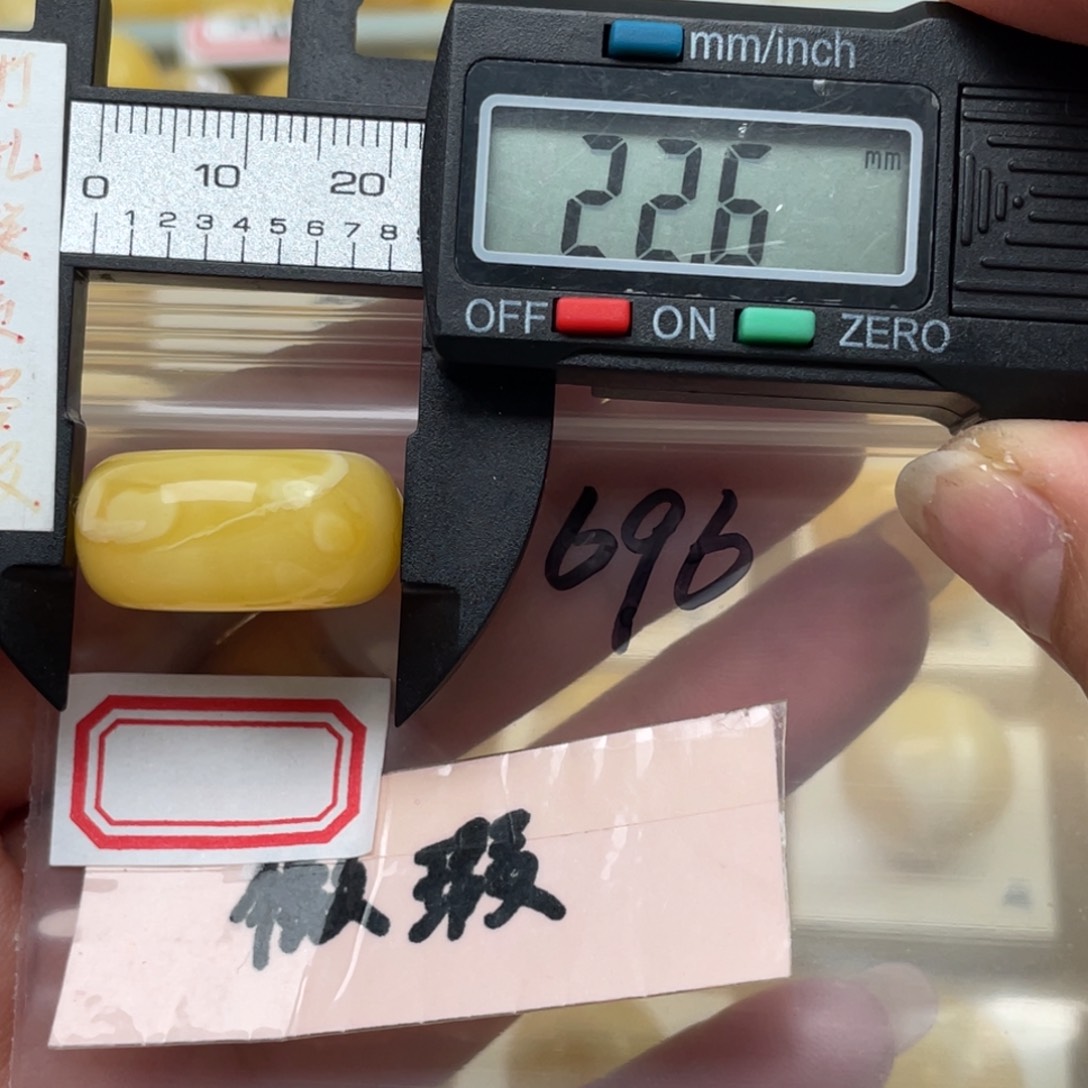 mm/inch
22.6 mm
0 10 20
1 2 3 4 5 6 7 8
OFF ON ZERO
696
微瑕